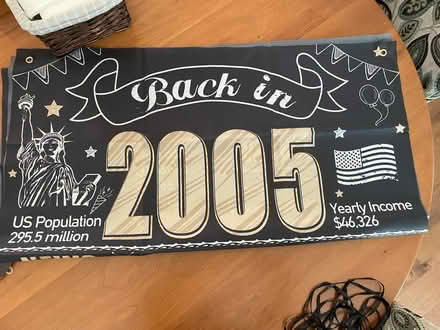 Back in
2005
US Population
295.5 million
Yearly Income
$46,326